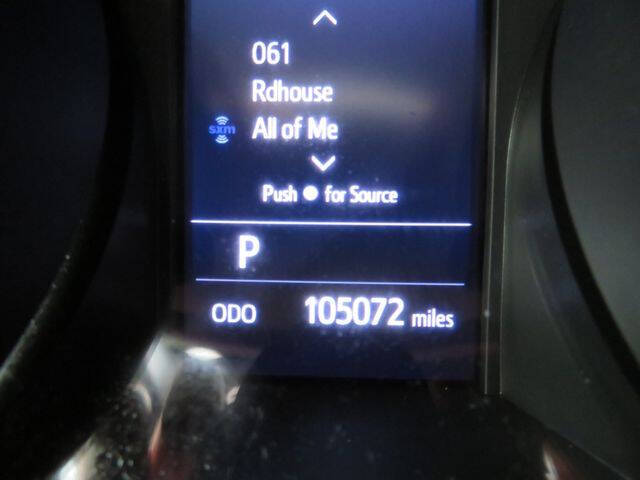 061
Rdhouse
sxm All of Me
Push for Source
P
ODO 105072 miles